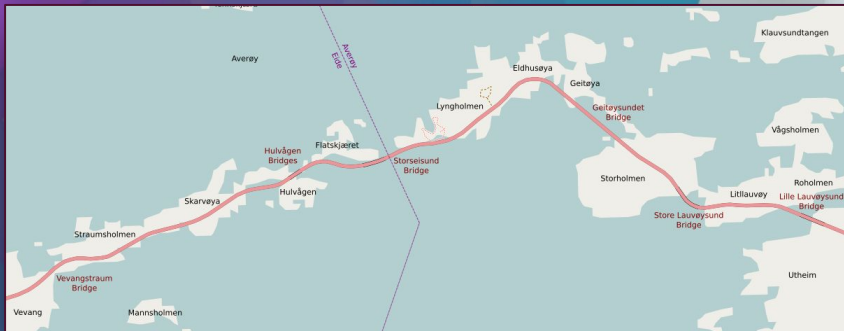 Klauvsundtangen
Averøy
Averøy
Eide
Eldhusøya
Geitøya
Lyngholmen
Geitøysundet
Bridge
Vågsholmen
Flatskjæret
Hulvågen
Bridges
Storseisund
Bridge
Storholmen
Roholmen
Litllauvøy
Lille Lauvøysund
Bridge
Hulvågen
Skarvøya
Store Lauvøysund
Bridge
Straumsholmen
Utheim
Vevangstraum
Bridge
Vevang
Mannsholmen